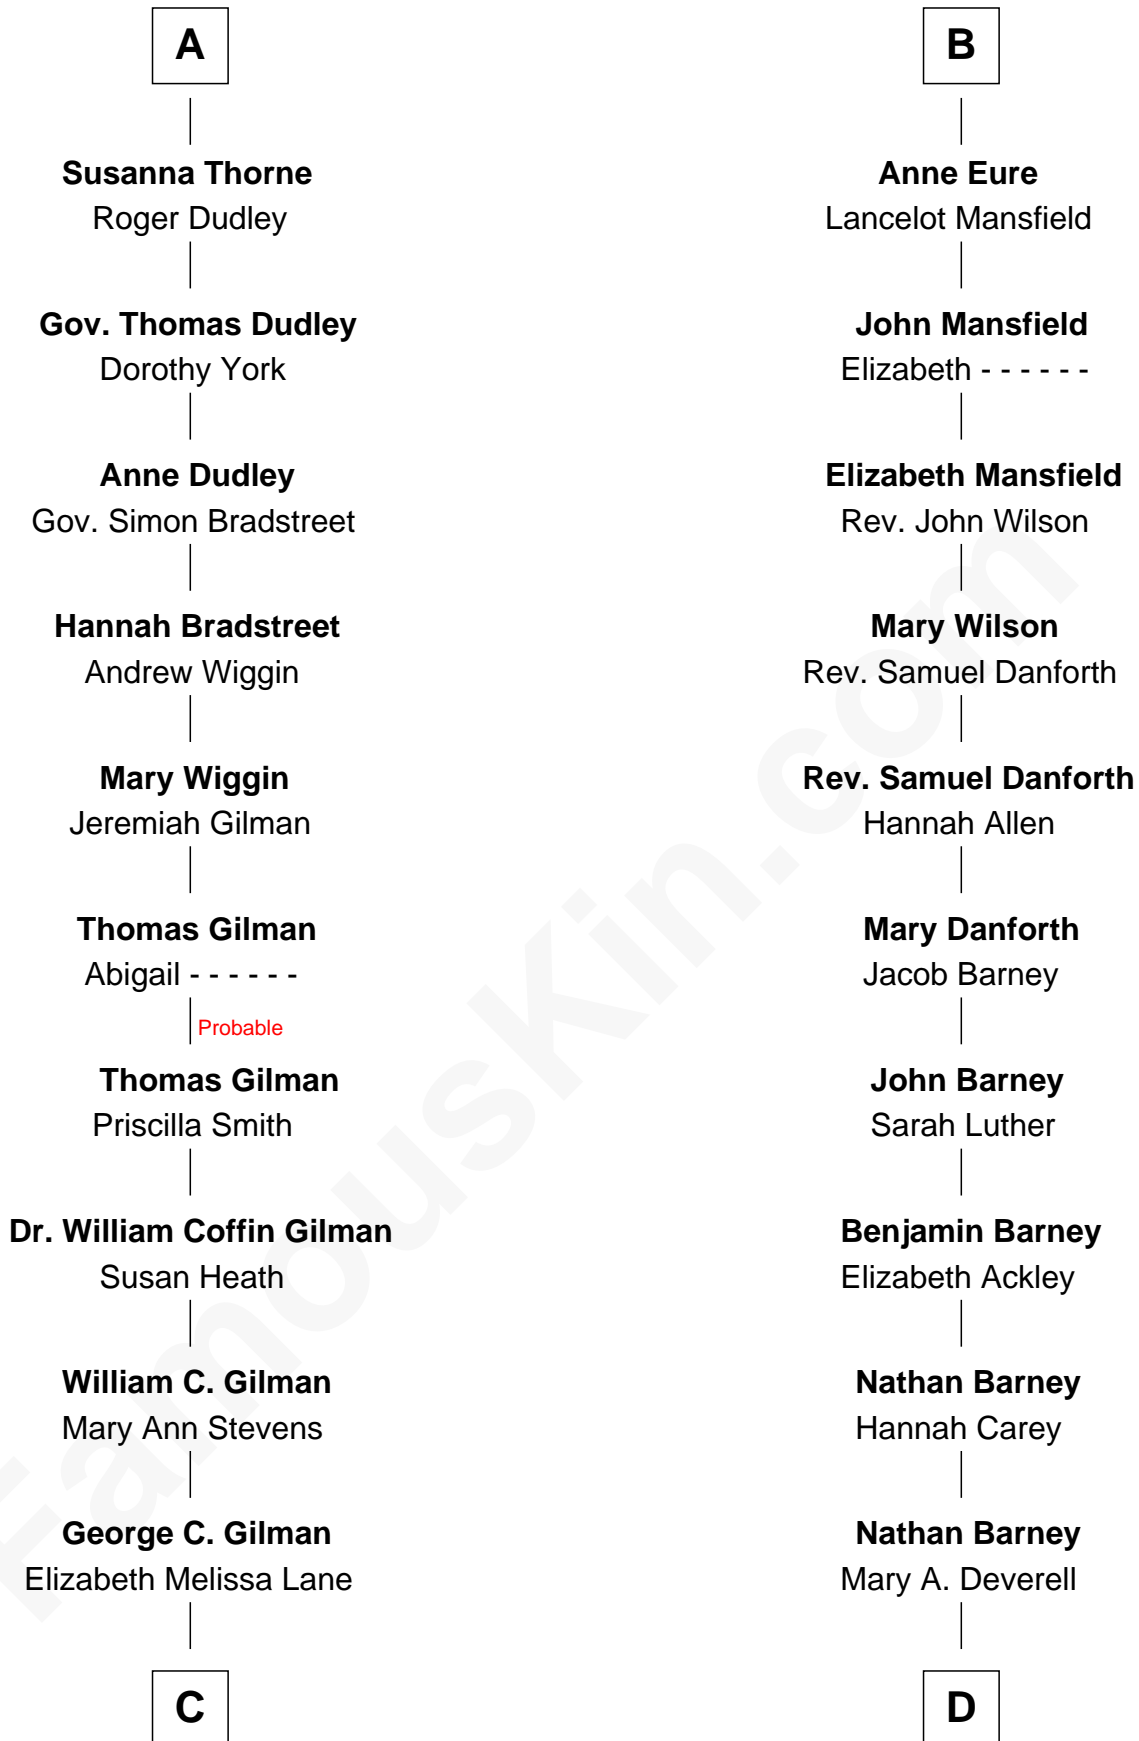 A
Susanna Thorne
Roger Dudley
Gov. Thomas Dudley
Dorothy York
Anne Dudley
Gov. Simon Bradstreet
Hannah Bradstreet
Andrew Wiggin
Mary Wiggin
Jeremiah Gilman
Thomas Gilman
Abigail - - - - - -
Probable
Thomas Gilman
Priscilla Smith
Dr. William Coffin Gilman
Susan Heath
William C. Gilman
Mary Ann Stevens
George C. Gilman
Elizabeth Melissa Lane
C
B
Anne Eure
Lancelot Mansfield
John Mansfield
Elizabeth - - - - - -
Elizabeth Mansfield
Rev. John Wilson
Mary Wilson
Rev. Samuel Danforth
Rev. Samuel Danforth
Hannah Allen
Mary Danforth
Jacob Barney
John Barney
Sarah Luther
Benjamin Barney
Elizabeth Ackley
Nathan Barney
Hannah Carey
Nathan Barney
Mary A. Deverell
D
FamousKin.com